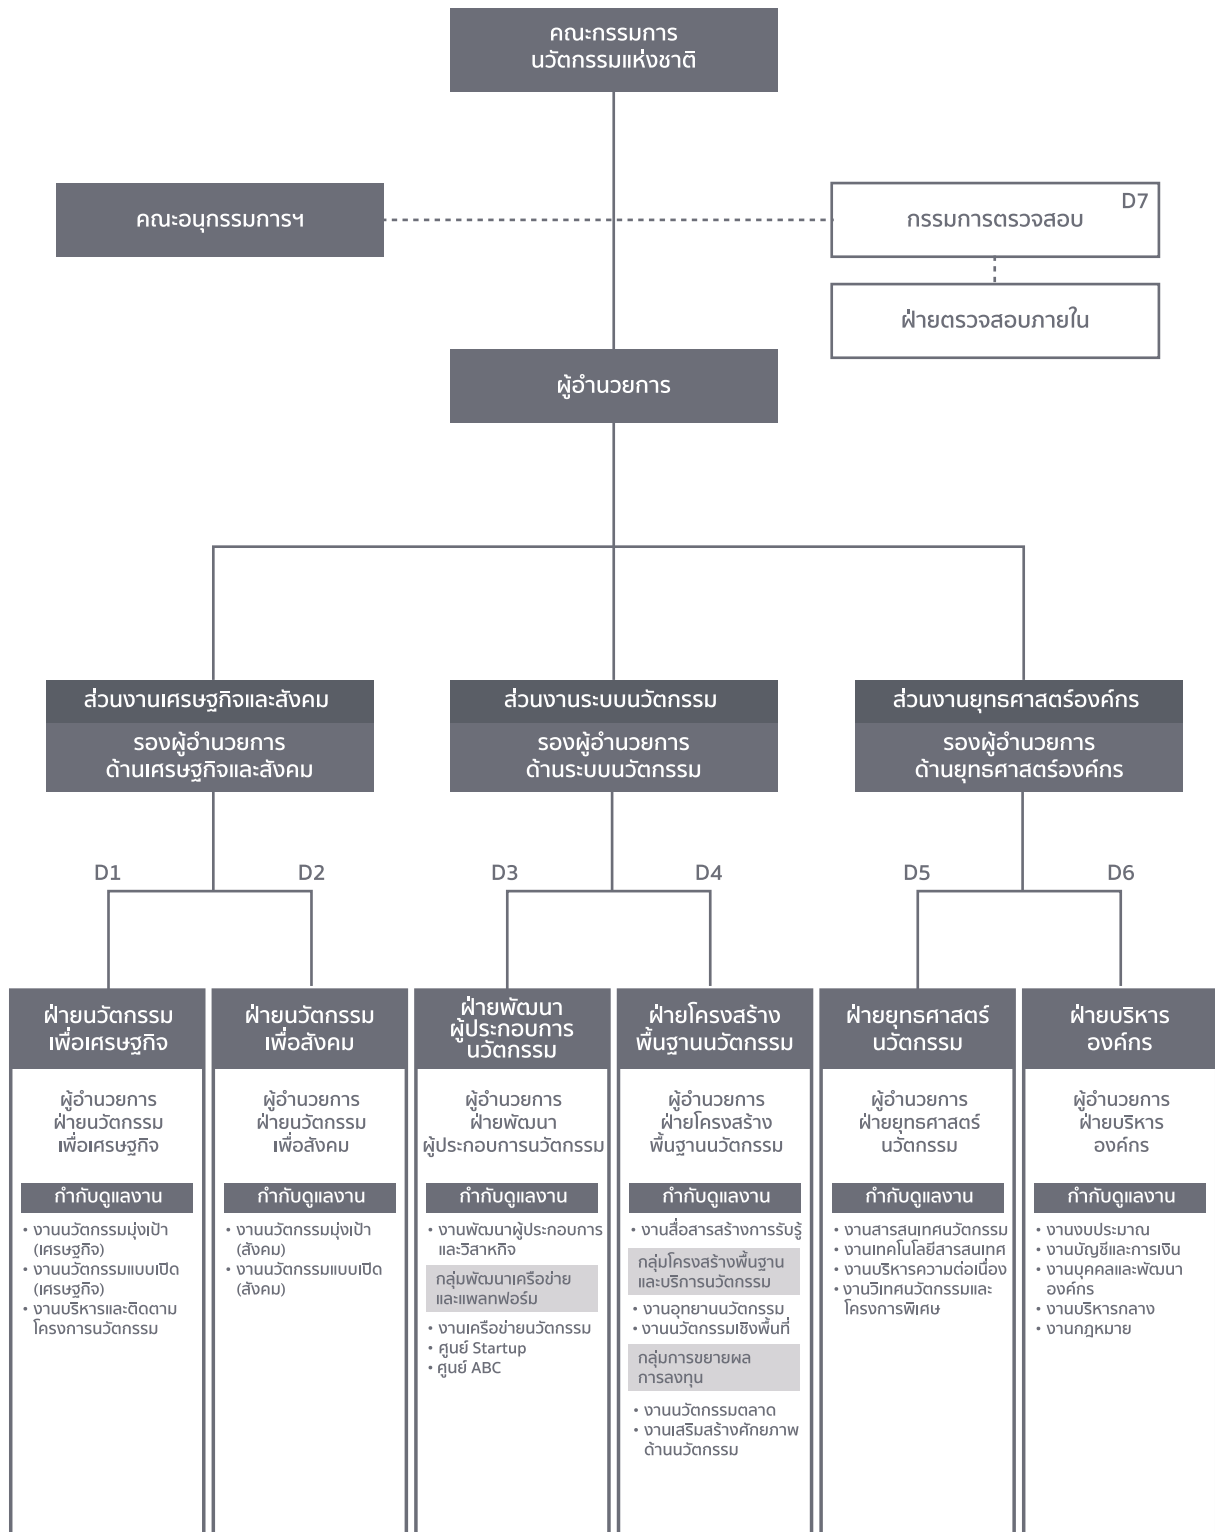 คณะกรรมการ
นวัตกรรมแห่งชาติ
คณะอนุกรรมการฯ
D7
กรรมการตรวจสอบ
ฝ่ายตรวจสอบภายใน
ผู้อำนวยการ
ส่วนงานเศรษฐกิจและสังคม
รองผู้อำนวยการ
ด้านเศรษฐกิจและสังคม
ส่วนงานระบบนวัตกรรม
รองผู้อำนวยการ
ด้านระบบนวัตกรรม
ส่วนงานยุทธศาสตร์องค์กร
รองผู้อำนวยการ
ด้านยุทธศาสตร์องค์กร
D1
D2
D3
D4
D5
D6
ฝ่ายนวัตกรรม
เพื่อเศรษฐกิจ
ผู้อำนวยการ
ฝ่ายนวัตกรรม
เพื่อเศรษฐกิจ
กำกับดูแลงาน
• งานนวัตกรรมมุ่งเป้า
(เศรษฐกิจ)
• งานนวัตกรรมแบบเปิด
(เศรษฐกิจ)
• งานบริหารและติดตาม
โครงการนวัตกรรม
ฝ่ายนวัตกรรม
เพื่อสังคม
ผู้อำนวยการ
ฝ่ายนวัตกรรม
เพื่อสังคม
กำกับดูแลงาน
• งานนวัตกรรมมุ่งเป้า
(สังคม)
• งานนวัตกรรมแบบเปิด
(สังคม)
ฝ่ายพัฒนา
ผู้ประกอบการ
นวัตกรรม
ผู้อำนวยการ
ฝ่ายพัฒนา
ผู้ประกอบการนวัตกรรม
กำกับดูแลงาน
• งานพัฒนาผู้ประกอบการ
และวิสาหกิจ
กลุ่มพัฒนาเครือข่าย
และแพลทฟอร์ม
• งานเครือข่ายนวัตกรรม
• ศูนย์ Startup
• ศูนย์ ABC
ฝ่ายโครงสร้าง
พื้นฐานนวัตกรรม
ผู้อำนวยการ
ฝ่ายโครงสร้าง
พื้นฐานนวัตกรรม
กำกับดูแลงาน
• งานสื่อสารสร้างการรับรู้
กลุ่มโครงสร้างพื้นฐาน
และบริการนวัตกรรม
• งานอุทยานนวัตกรรม
• งานนวัตกรรมเชิงพื้นที่
กลุ่มการขยายผล
การลงทุน
• งานนวัตกรรมตลาด
• งานเสริมสร้างศักยภาพ
ด้านนวัตกรรม
ฝ่ายยุทธศาสตร์
นวัตกรรม
ผู้อำนวยการ
ฝ่ายยุทธศาสตร์
นวัตกรรม
กำกับดูแลงาน
• งานสารสนเทศนวัตกรรม
• งานเทคโนโลยีสารสนเทศ
• งานบริหารความต่อเนื่อง
• งานวิเทศนวัตกรรมและ
โครงการพิเศษ
ฝ่ายบริหาร
องค์กร
ผู้อำนวยการ
ฝ่ายบริหาร
องค์กร
กำกับดูแลงาน
• งานงบประมาณ
• งานบัญชีและการเงิน
• งานบุคคลและพัฒนา
องค์กร
• งานบริหารกลาง
• งานกฎหมาย